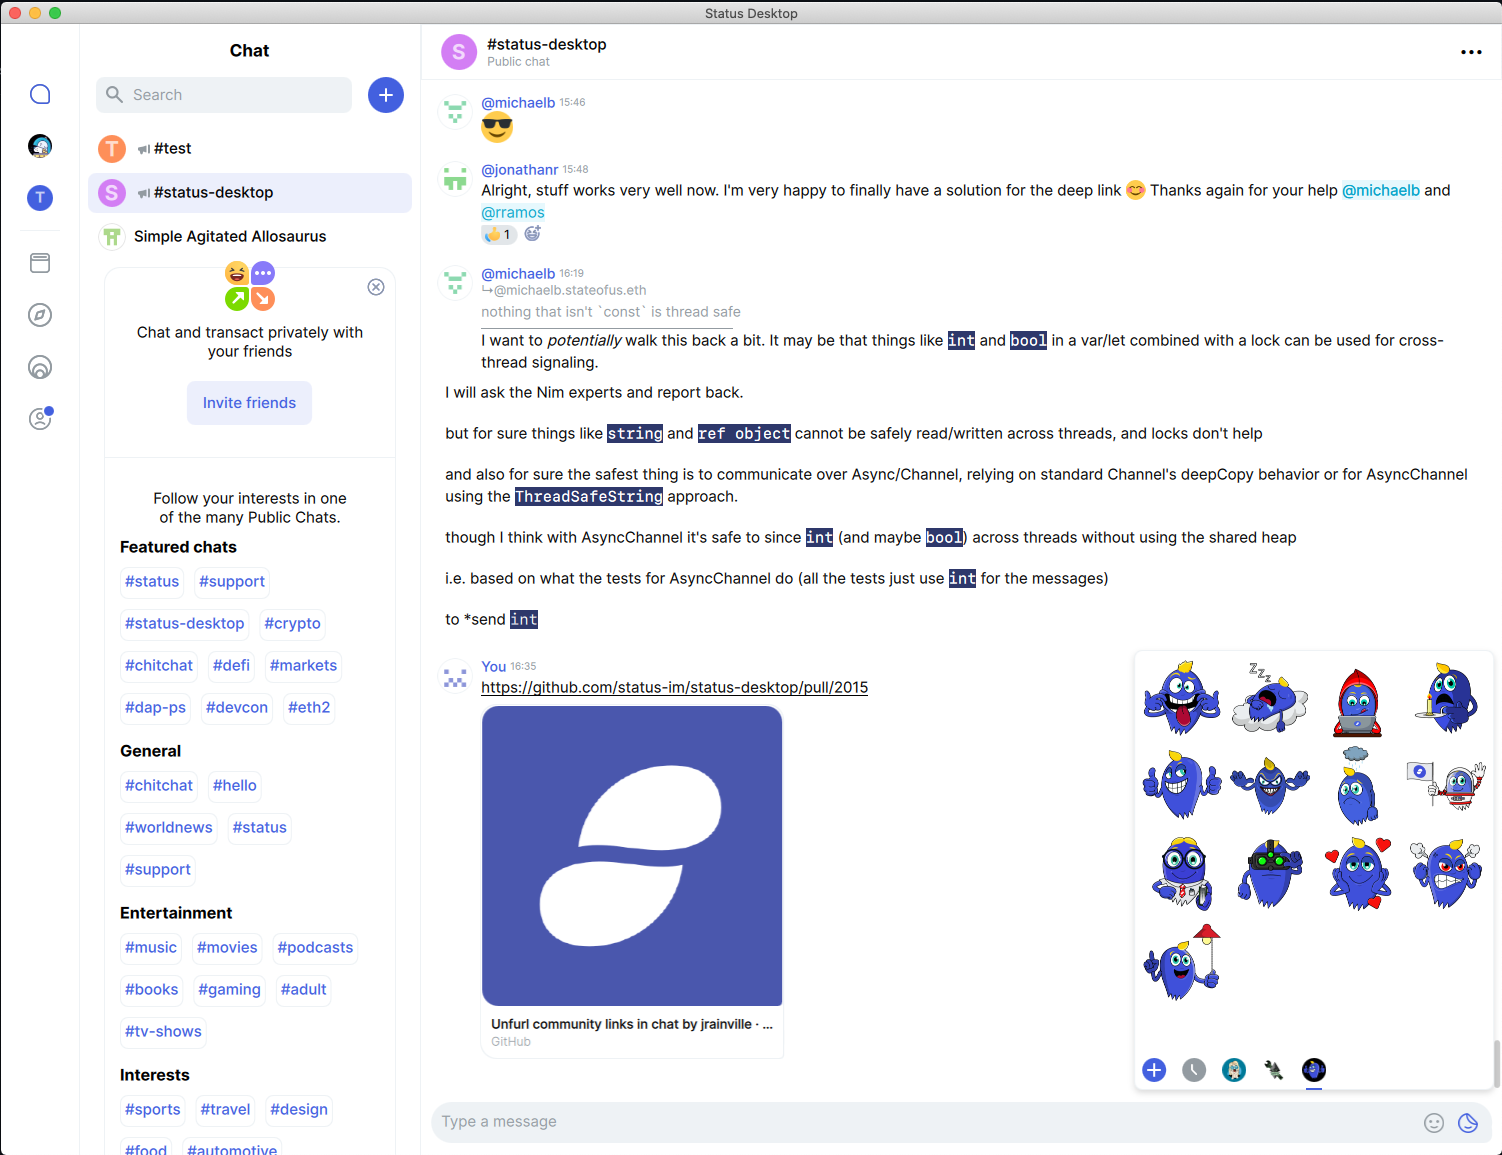 Status Desktop
Chat
Search
T
#test
S
#status-desktop
T
Simple Agitated Allosaurus
Chat and transact privately with
your friends
Invite friends
Follow your interests in one
of the many Public Chats.
Featured chats
#status #support
#status-desktop #crypto
#chitchat #defi #markets
#dap-ps #devcon #eth2
General
#chitchat #hello
#worldnews #status
#support
Entertainment
#music #movies #podcasts
#books #gaming #adult
#tv-shows
Interests
#sports #travel #design
#food #automotive
S
#status-desktop
Public chat
@michaelb 15:46
@jonathanr 15:48
Alright, stuff works very well now. I'm very happy to finally have a solution for the deep link 😊 Thanks again for your help @michaelb and
@rramos
👍 1
@michaelb 16:19
↪@michaelb.stateofus.eth
nothing that isn't `const` is thread safe
I want to potentially walk this back a bit. It may be that things like int and bool in a var/let combined with a lock can be used for cross-
thread signaling.
I will ask the Nim experts and report back.
but for sure things like string and ref object cannot be safely read/written across threads, and locks don't help
and also for sure the safest thing is to communicate over Async/Channel, relying on standard Channel's deepCopy behavior or for AsyncChannel
using the ThreadSafeString approach.
though I think with AsyncChannel it's safe to since int (and maybe bool) across threads without using the shared heap
i.e. based on what the tests for AsyncChannel do (all the tests just use int for the messages)
to *send int
You 16:35
https://github.com/status-im/status-desktop/pull/2015
Unfurl community links in chat by jrainville · ...
GitHub
Z Z Z
Type a message